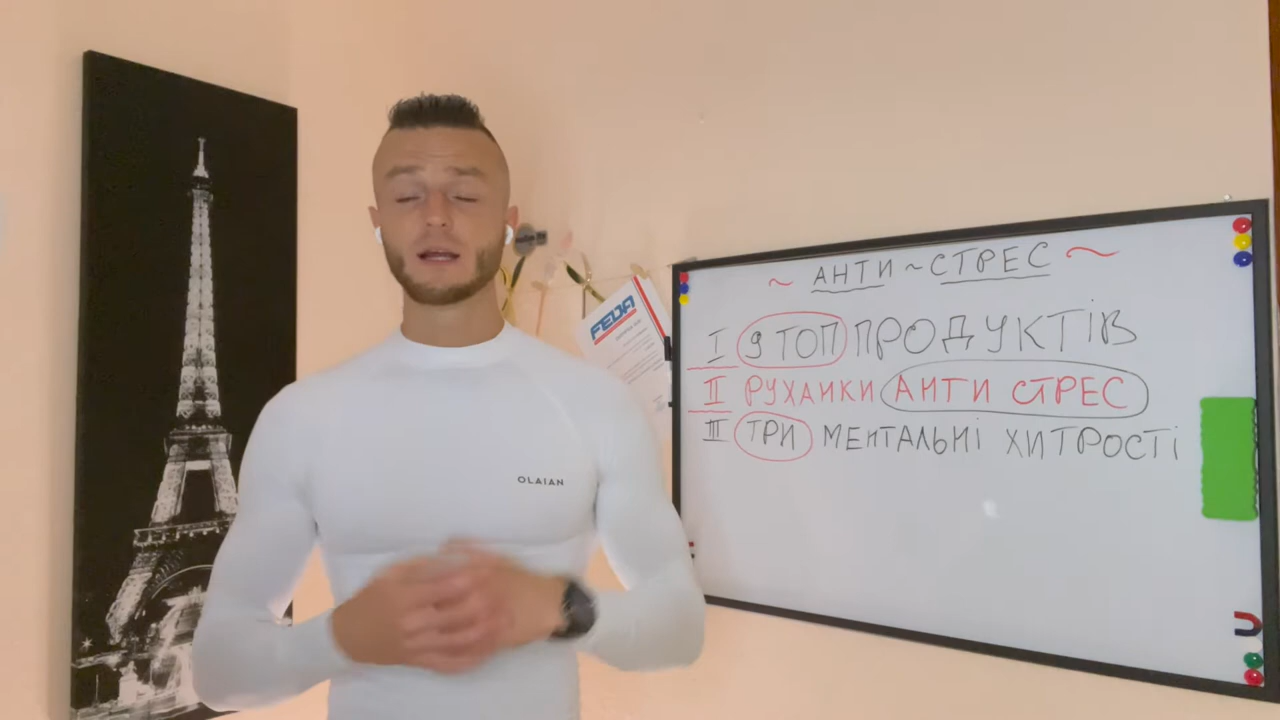 ~ АНТИ ~ СТРЕС ~
I 9 ТОП ПРОДУКТІВ
II РУХАНКИ АНТИ СТРЕС
III ТРИ МЕНТАЛЬНІ ХИТРОСТІ
FEDA
OLAIAN